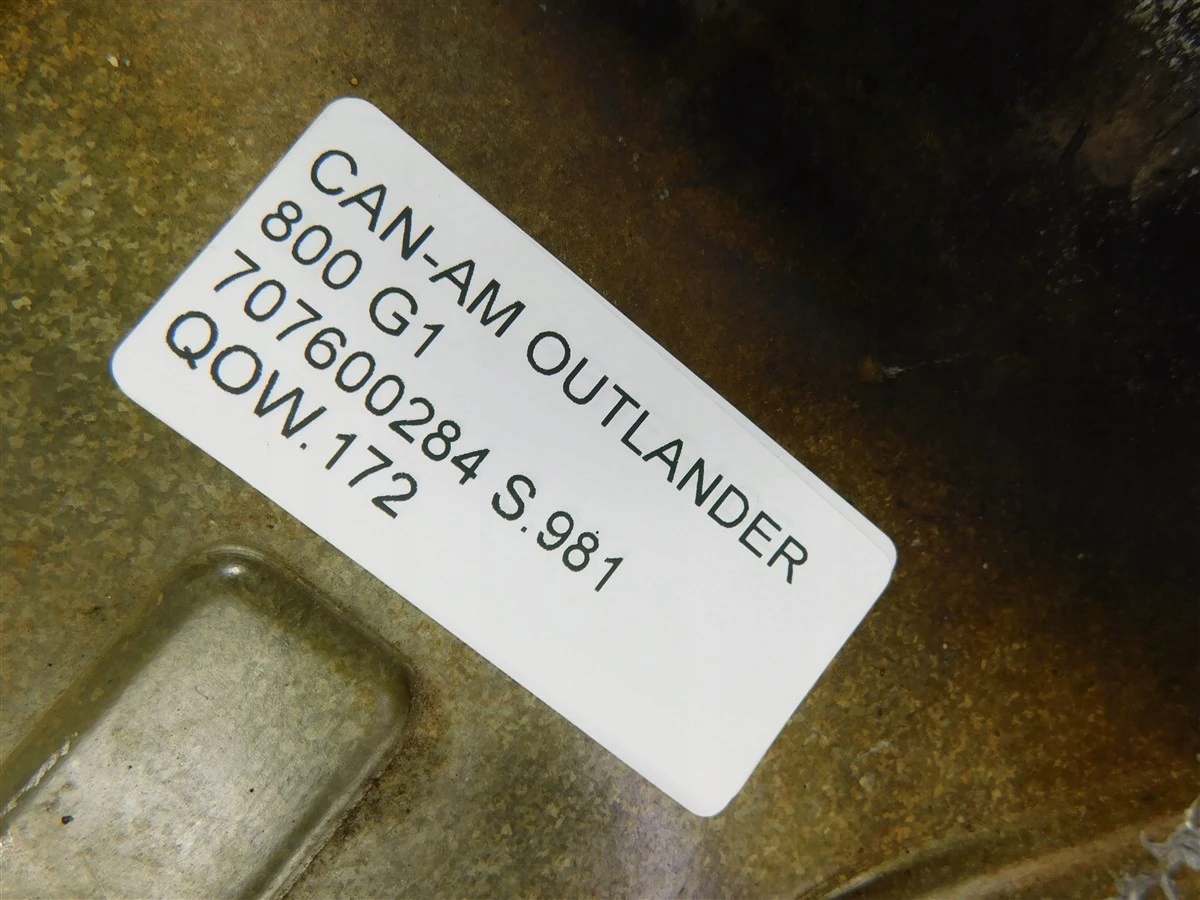 CAN-AM OUTLANDER
800 G1
707600284 S.981
QOW.172